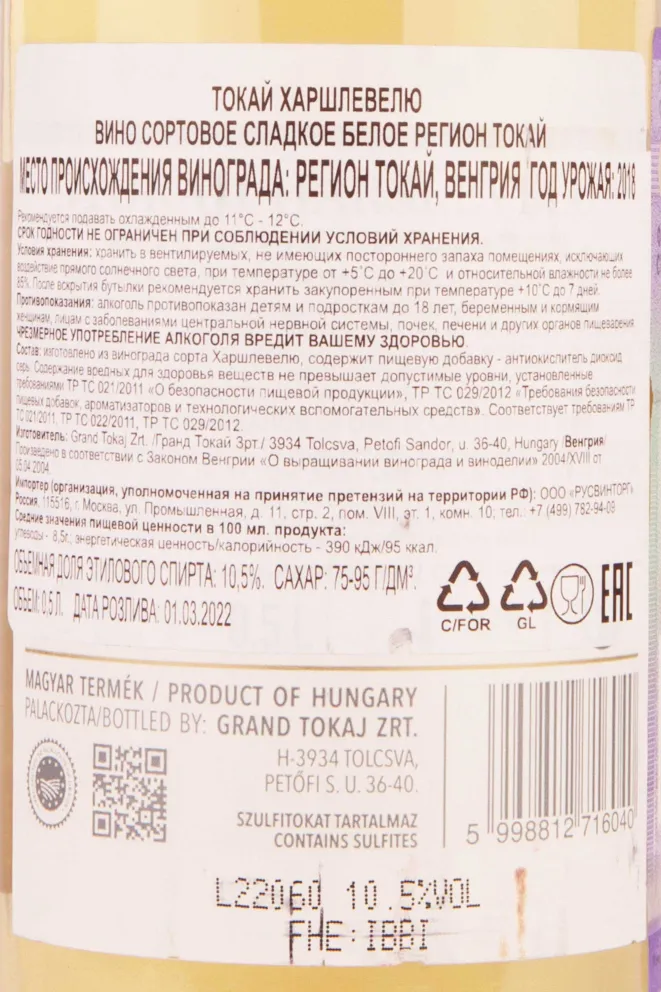 ТОКАЙ ХАРШЛЕВЕЛЮ
ВИНО СОРТОВОЕ СЛАДКОЕ БЕЛОЕ РЕГИОН ТОКАЙ
МЕСТО ПРОИСХОЖДЕНИЯ ВИНОГРАДА: РЕГИОН ТОКАЙ, ВЕНГРИЯ ГОД УРОЖАЯ: 2018
Рекомендуется подавать охлажденным до 11°С - 12°С.
СРОК ГОДНОСТИ НЕ ОГРАНИЧЕН ПРИ СОБЛЮДЕНИИ УСЛОВИЙ ХРАНЕНИЯ.
Условия хранения: хранить в вентилируемых, не имеющих постороннего запаха помещениях, исключающих
воздействие прямого солнечного света, при температуре от +5°С до +20°С и относительной влажности не более
85%. После вскрытия бутылки рекомендуется хранить закупоренным при температуре +10°С до 7 дней.
Противопоказания: алкоголь противопоказан детям и подросткам до 18 лет, беременным и кормящим
женщинам, лицам с заболеваниями центральной нервной системы, почек, печени и других органов пищеварения
ЧРЕЗМЕРНОЕ УПОТРЕБЛЕНИЕ АЛКОГОЛЯ ВРЕДИТ ВАШЕМУ ЗДОРОВЬЮ.
Состав: изготовлено из винограда сорта Харшлевелю, содержит пищевую добавку - антиокислитель диоксид
серы. Содержание вредных для здоровья веществ не превышает допустимые уровни, установленные
требованиями ТР ТС 021/2011 «О безопасности пищевой продукции», ТР ТС 029/2012 «Требования безопасности
пищевых добавок, ароматизаторов и технологических вспомогательных средств». Соответствует требованиям ТР
ТС 021/2011, ТР ТС 022/2011, ТР ТС 029/2012.
Изготовитель: Grand Tokaj Zrt. /Гранд Токай Зрт./ 3934 Tolcsva, Petofi Sandor, u. 36-40, Hungary /Венгрия/
Произведено в соответствии с Законом Венгрии «О выращивании винограда и виноделии» 2004/XVIII от
05.04.2004
Импортер (организация, уполномоченная на принятие претензий на территории РФ): ООО «РУСВИНТОРГ»
Россия, 115516, г. Москва, ул. Промышленная, д. 11, стр. 2, пом. VIII, эт. 1, комн. 10; тел.: +7 (499) 782-94-08
Средние значения пищевой ценности в 100 мл. продукта:
углеводы - 8,5г; энергетическая ценность/калорийность - 390 кДж/95 ккал.
ОБЪЕМНАЯ ДОЛЯ ЭТИЛОВОГО СПИРТА: 10,5%. САХАР: 75-95 Г/ДМ³.
ОБЪЕМ: 0,5 Л. ДАТА РОЗЛИВА: 01.03.2022
C/FOR GL EAC
MAGYAR TERMÉK / PRODUCT OF HUNGARY
PALACKOZTA/BOTTLED BY: GRAND TOKAJ ZRT.
H-3934 TOLCSVA,
PETŐFI S. U. 36-40.
SZULFITOKAT TARTALMAZ
CONTAINS SULFITES
5 998812 716040
L22060 10.5%VOL
FHE:IBBI